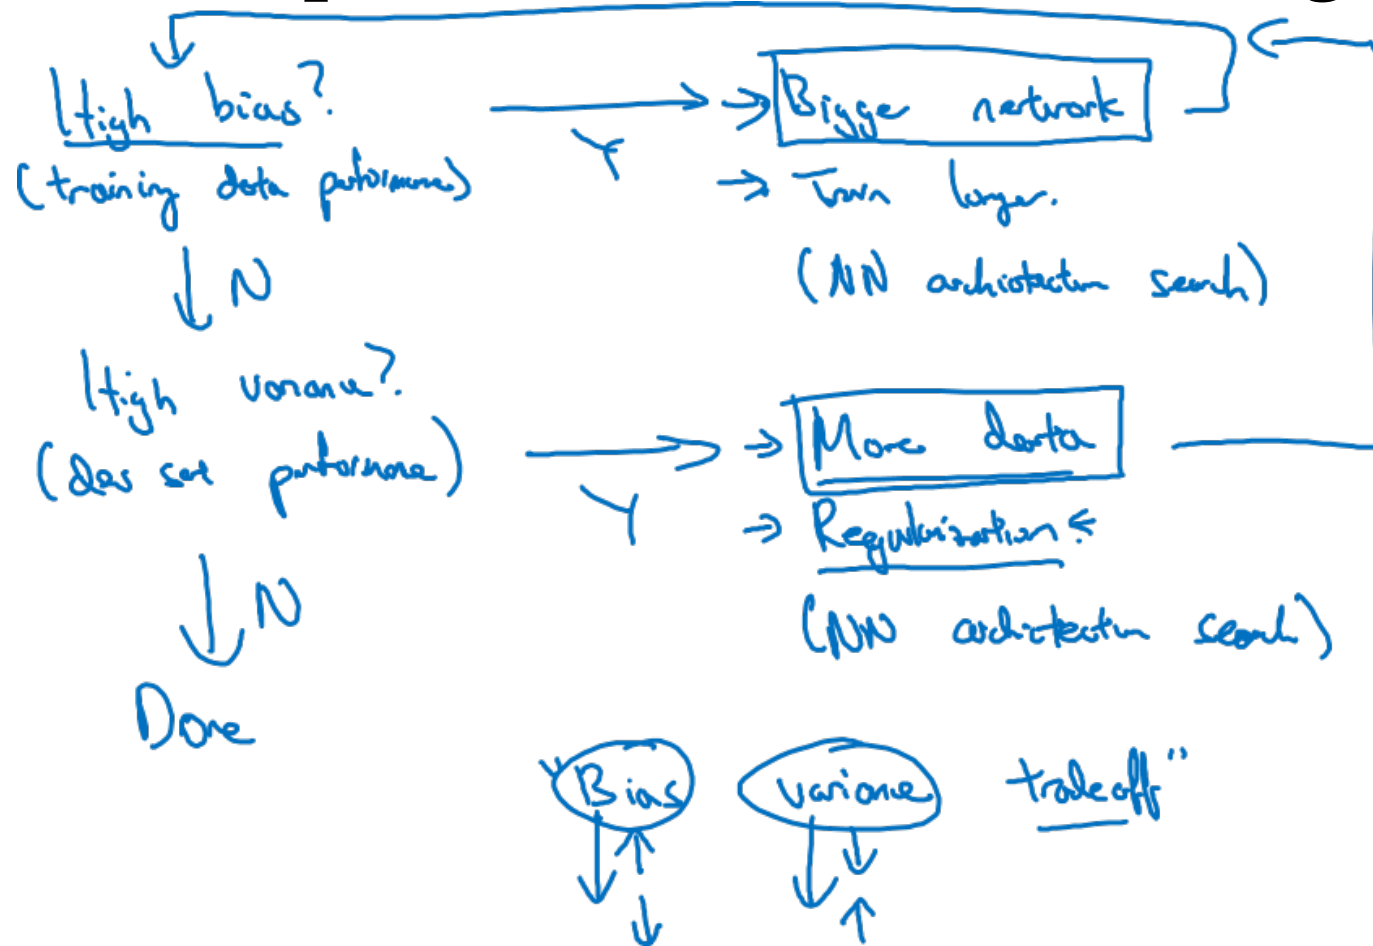 High bias?
(training data performance)
Y
Bigger network
Train longer.
(NN architecture search)
N
High variance?
(dev set performance)
Y
More data
Regularization
(NN architecture search)
N
Done
"Bias variance tradeoff"